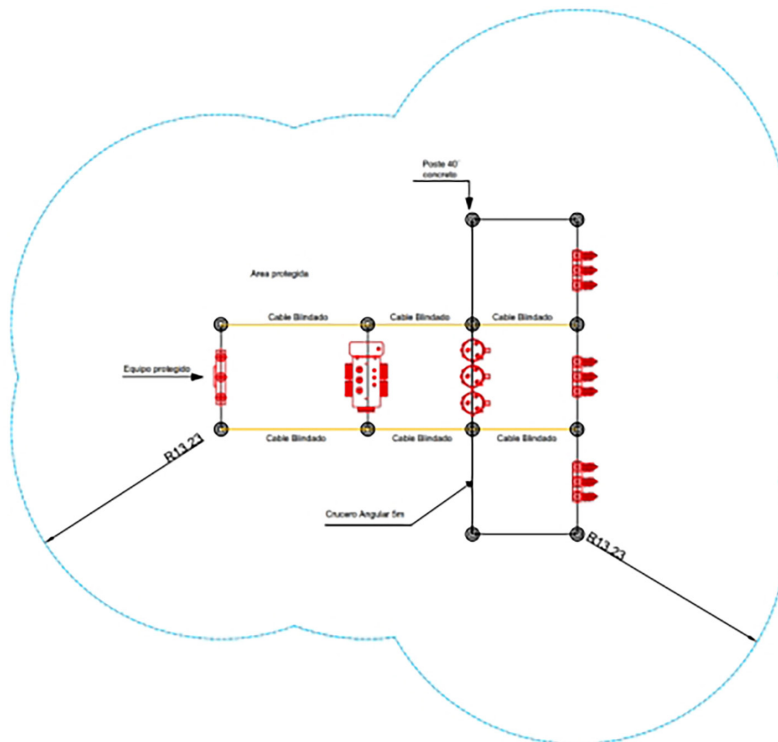 Poste 40'
concreto
Area protegida
Cable Blindado
Cable Blindado
Cable Blindado
Equipo protegido
Cable Blindado
Cable Blindado
Cable Blindado
R13,23
Crucero Angular 5m
R13,23